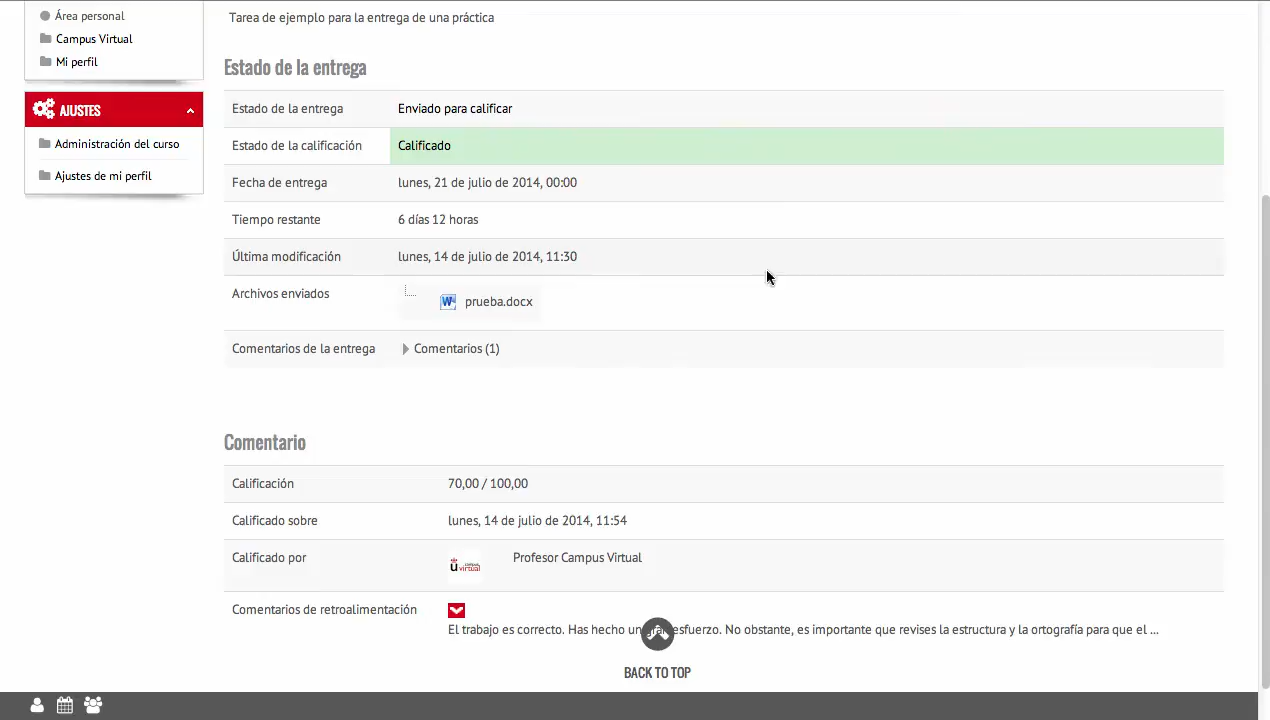 Área personal
Campus Virtual
Mi perfil
AJUSTES
Administración del curso
Ajustes de mi perfil
Tarea de ejemplo para la entrega de una práctica
Estado de la entrega
Estado de la entrega Enviado para calificar
Estado de la calificación Calificado
Fecha de entrega lunes, 21 de julio de 2014, 00:00
Tiempo restante 6 días 12 horas
Última modificación lunes, 14 de julio de 2014, 11:30
Archivos enviados prueba.docx
Comentarios de la entrega Comentarios (1)
Comentario
Calificación 70,00 / 100,00
Calificado sobre lunes, 14 de julio de 2014, 11:54
Calificado por Profesor Campus Virtual
Comentarios de retroalimentación
El trabajo es correcto. Has hecho un gran esfuerzo. No obstante, es importante que revises la estructura y la ortografía para que el ...
BACK TO TOP